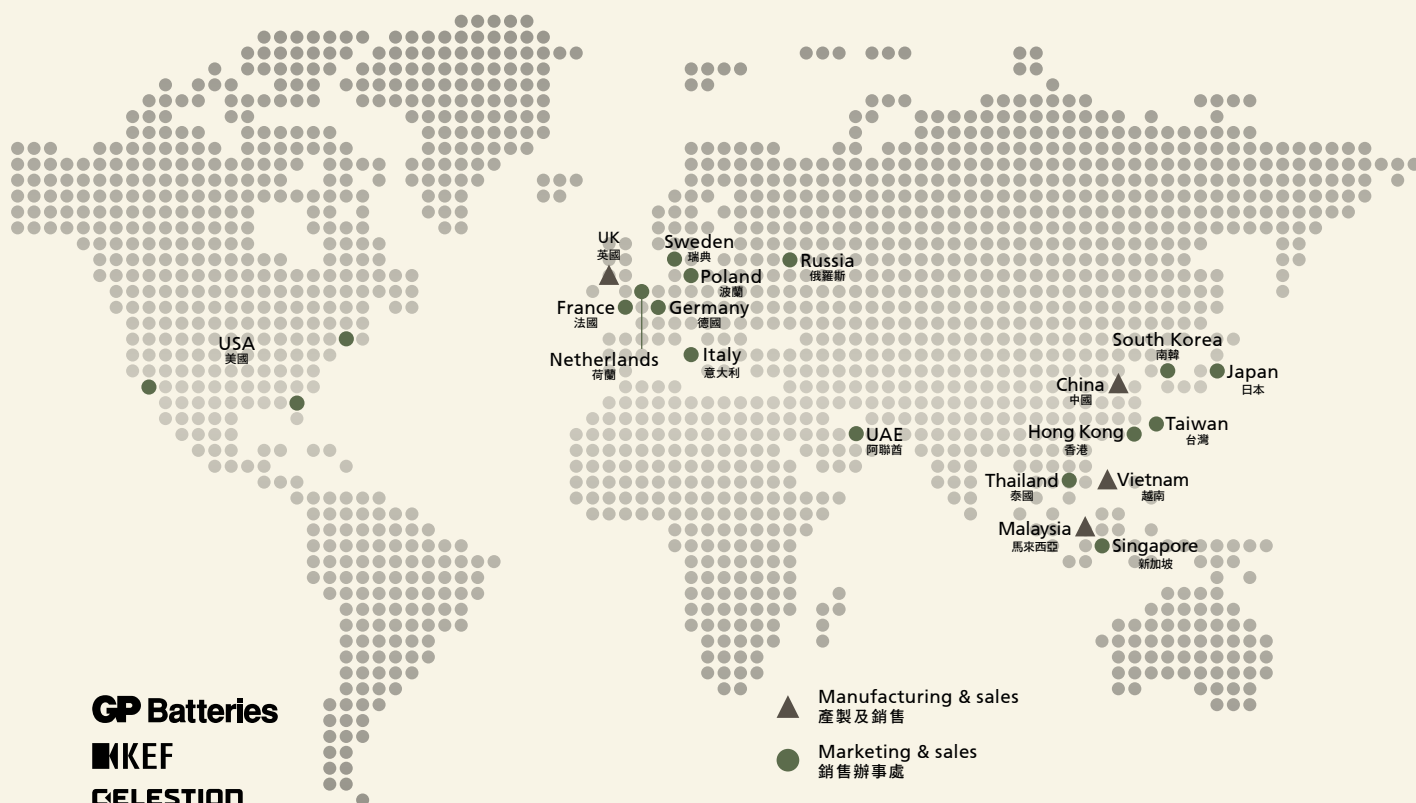 UK
英國
Sweden
瑞典
Russia
俄羅斯
Poland
波蘭
France
法國
Germany
德國
USA
美國
Netherlands
荷蘭
Italy
意大利
South Korea
南韓
Japan
日本
China
中國
Taiwan
台灣
UAE
阿聯酋
Hong Kong
香港
Thailand
泰國
Vietnam
越南
Malaysia
馬來西亞
Singapore
新加坡
GP Batteries
KEF
CELESTION
Manufacturing & sales
產製及銷售
Marketing & sales
銷售辦事處